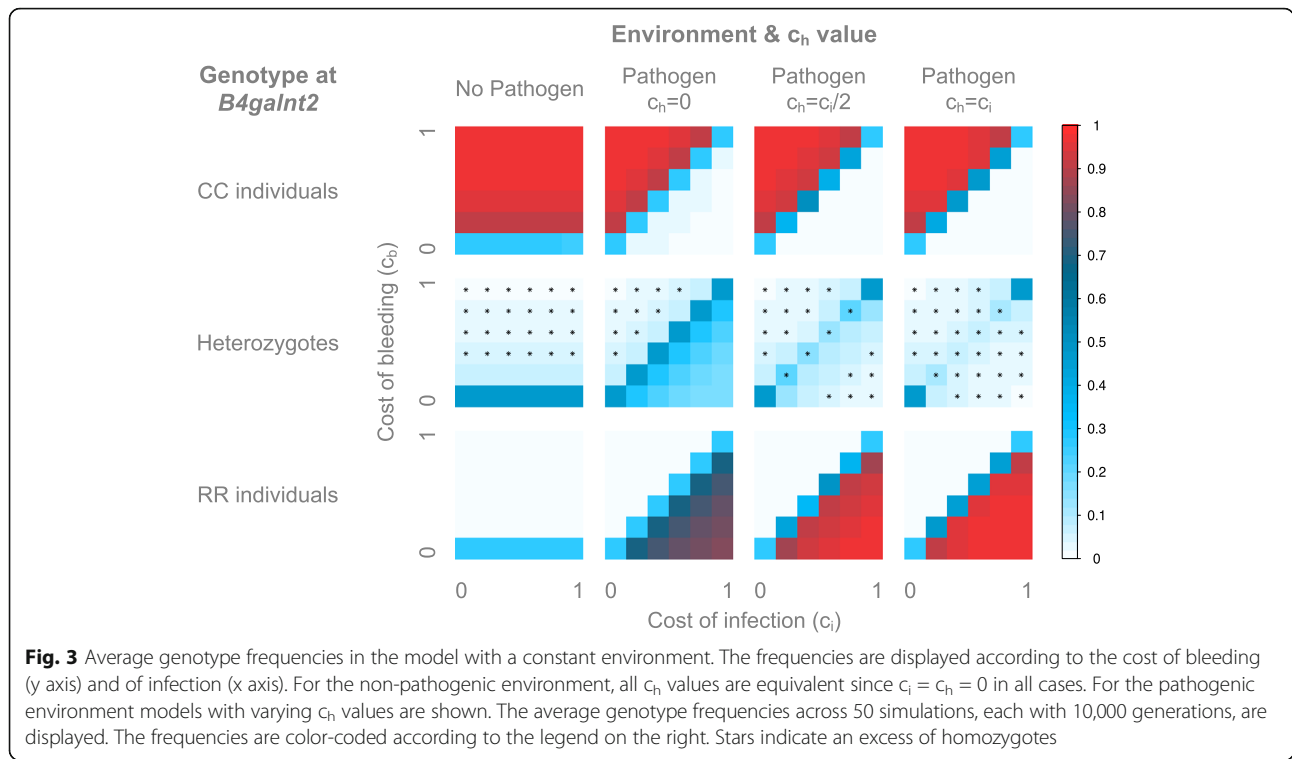 Environment & cₕ value
Genotype at
B4galnt2
No Pathogen
Pathogen
cₕ=0
Pathogen
cₕ=cᵢ/2
Pathogen
cₕ=cᵢ
CC individuals
Heterozygotes
RR individuals
Cost of bleeding (c_b)
1
0
1
0
1
0
* * * * * *
* * * * * *
* * * * * *
* * * * * *
* * * *
* * *
* *
*
* * * *
* * *
* *
* * *
* * *
* * *
* * * *
* * *
* * * * *
* * * * *
* * * * *
* * * *
0 1
0 1
0 1
0 1
Cost of infection (cᵢ)
1
0.9
0.8
0.7
0.6
0.5
0.4
0.3
0.2
0.1
0
Fig. 3 Average genotype frequencies in the model with a constant environment. The frequencies are displayed according to the cost of bleeding
(y axis) and of infection (x axis). For the non-pathogenic environment, all cₕ values are equivalent since cᵢ = cₕ = 0 in all cases. For the pathogenic
environment models with varying cₕ values are shown. The average genotype frequencies across 50 simulations, each with 10,000 generations, are
displayed. The frequencies are color-coded according to the legend on the right. Stars indicate an excess of homozygotes